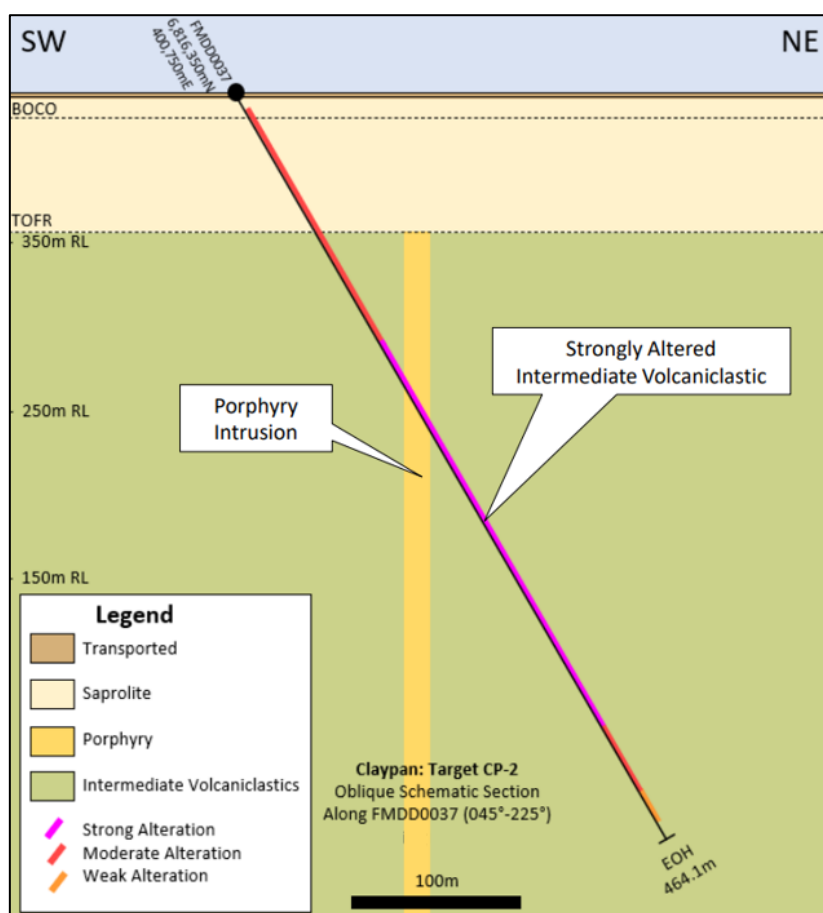 SW
NE
FMDD0037
6,816,350mN
400,750mE
BOCO
TOFR
350m RL
Strongly Altered
Intermediate Volcaniclastic
Porphyry
Intrusion
250m RL
150m RL
Legend
Transported
Saprolite
Porphyry
Intermediate Volcaniclastics
Strong Alteration
Moderate Alteration
Weak Alteration
Claypan: Target CP-2
Oblique Schematic Section
Along FMDD0037 (045°-225°)
100m
EOH
464.1m